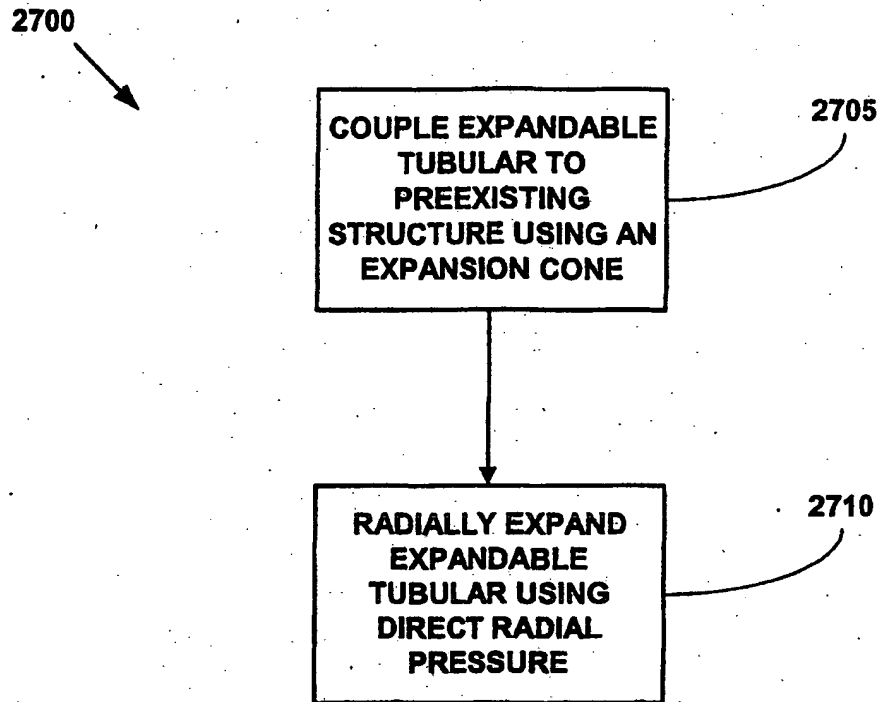 2700
2705
COUPLE EXPANDABLE
TUBULAR TO
PREEXISTING
STRUCTURE USING AN
EXPANSION CONE
2710
RADIALLY EXPAND
EXPANDABLE
TUBULAR USING
DIRECT RADIAL
PRESSURE